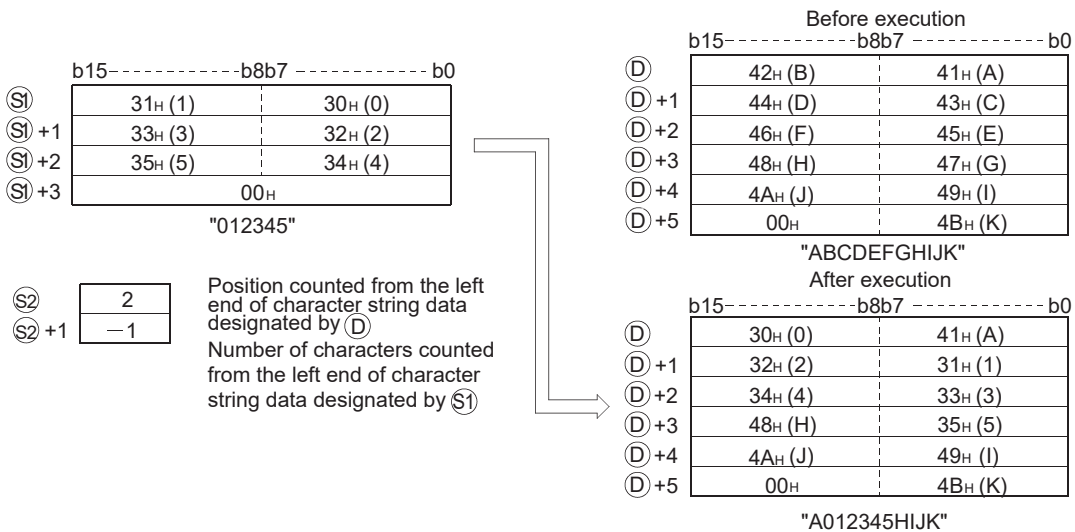 b15------------b8b7 ------------- b0
S1 31H (1) 30H (0)
S1 +1 33H (3) 32H (2)
S1 +2 35H (5) 34H (4)
S1 +3 00H
"012345"
S2 2
S2 +1 —1
Position counted from the left
end of character string data
designated by D
Number of characters counted
from the left end of character
string data designated by S1
Before execution
b15------------b8b7 ------------- b0
D 42H (B) 41H (A)
D +1 44H (D) 43H (C)
D +2 46H (F) 45H (E)
D +3 48H (H) 47H (G)
D +4 4AH (J) 49H (I)
D +5 00H 4BH (K)
"ABCDEFGHIJK"
After execution
b15------------b8b7 ------------- b0
D 30H (0) 41H (A)
D +1 32H (2) 31H (1)
D +2 34H (4) 33H (3)
D +3 48H (H) 35H (5)
D +4 4AH (J) 49H (I)
D +5 00H 4BH (K)
"A012345HIJK"